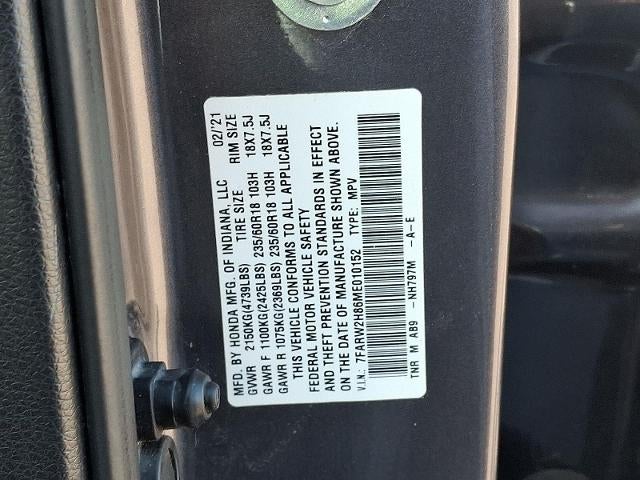 MFD. BY HONDA MFG. OF INDIANA, LLC 02/'21
GVWR 2150KG(4739LBS) TIRE SIZE RIM SIZE
GAWR F 1100KG(2425LBS) 235/60R18 103H 18X7.5J
GAWR R 1075KG(2369LBS) 235/60R18 103H 18X7.5J
THIS VEHICLE CONFORMS TO ALL APPLICABLE
FEDERAL MOTOR VEHICLE SAFETY
AND THEFT PREVENTION STANDARDS IN EFFECT
ON THE DATE OF MANUFACTURE SHOWN ABOVE.
V.I.N.: 7FARW2H86ME010152 TYPE: MPV
TNR M AB9 -NH797M -A-E